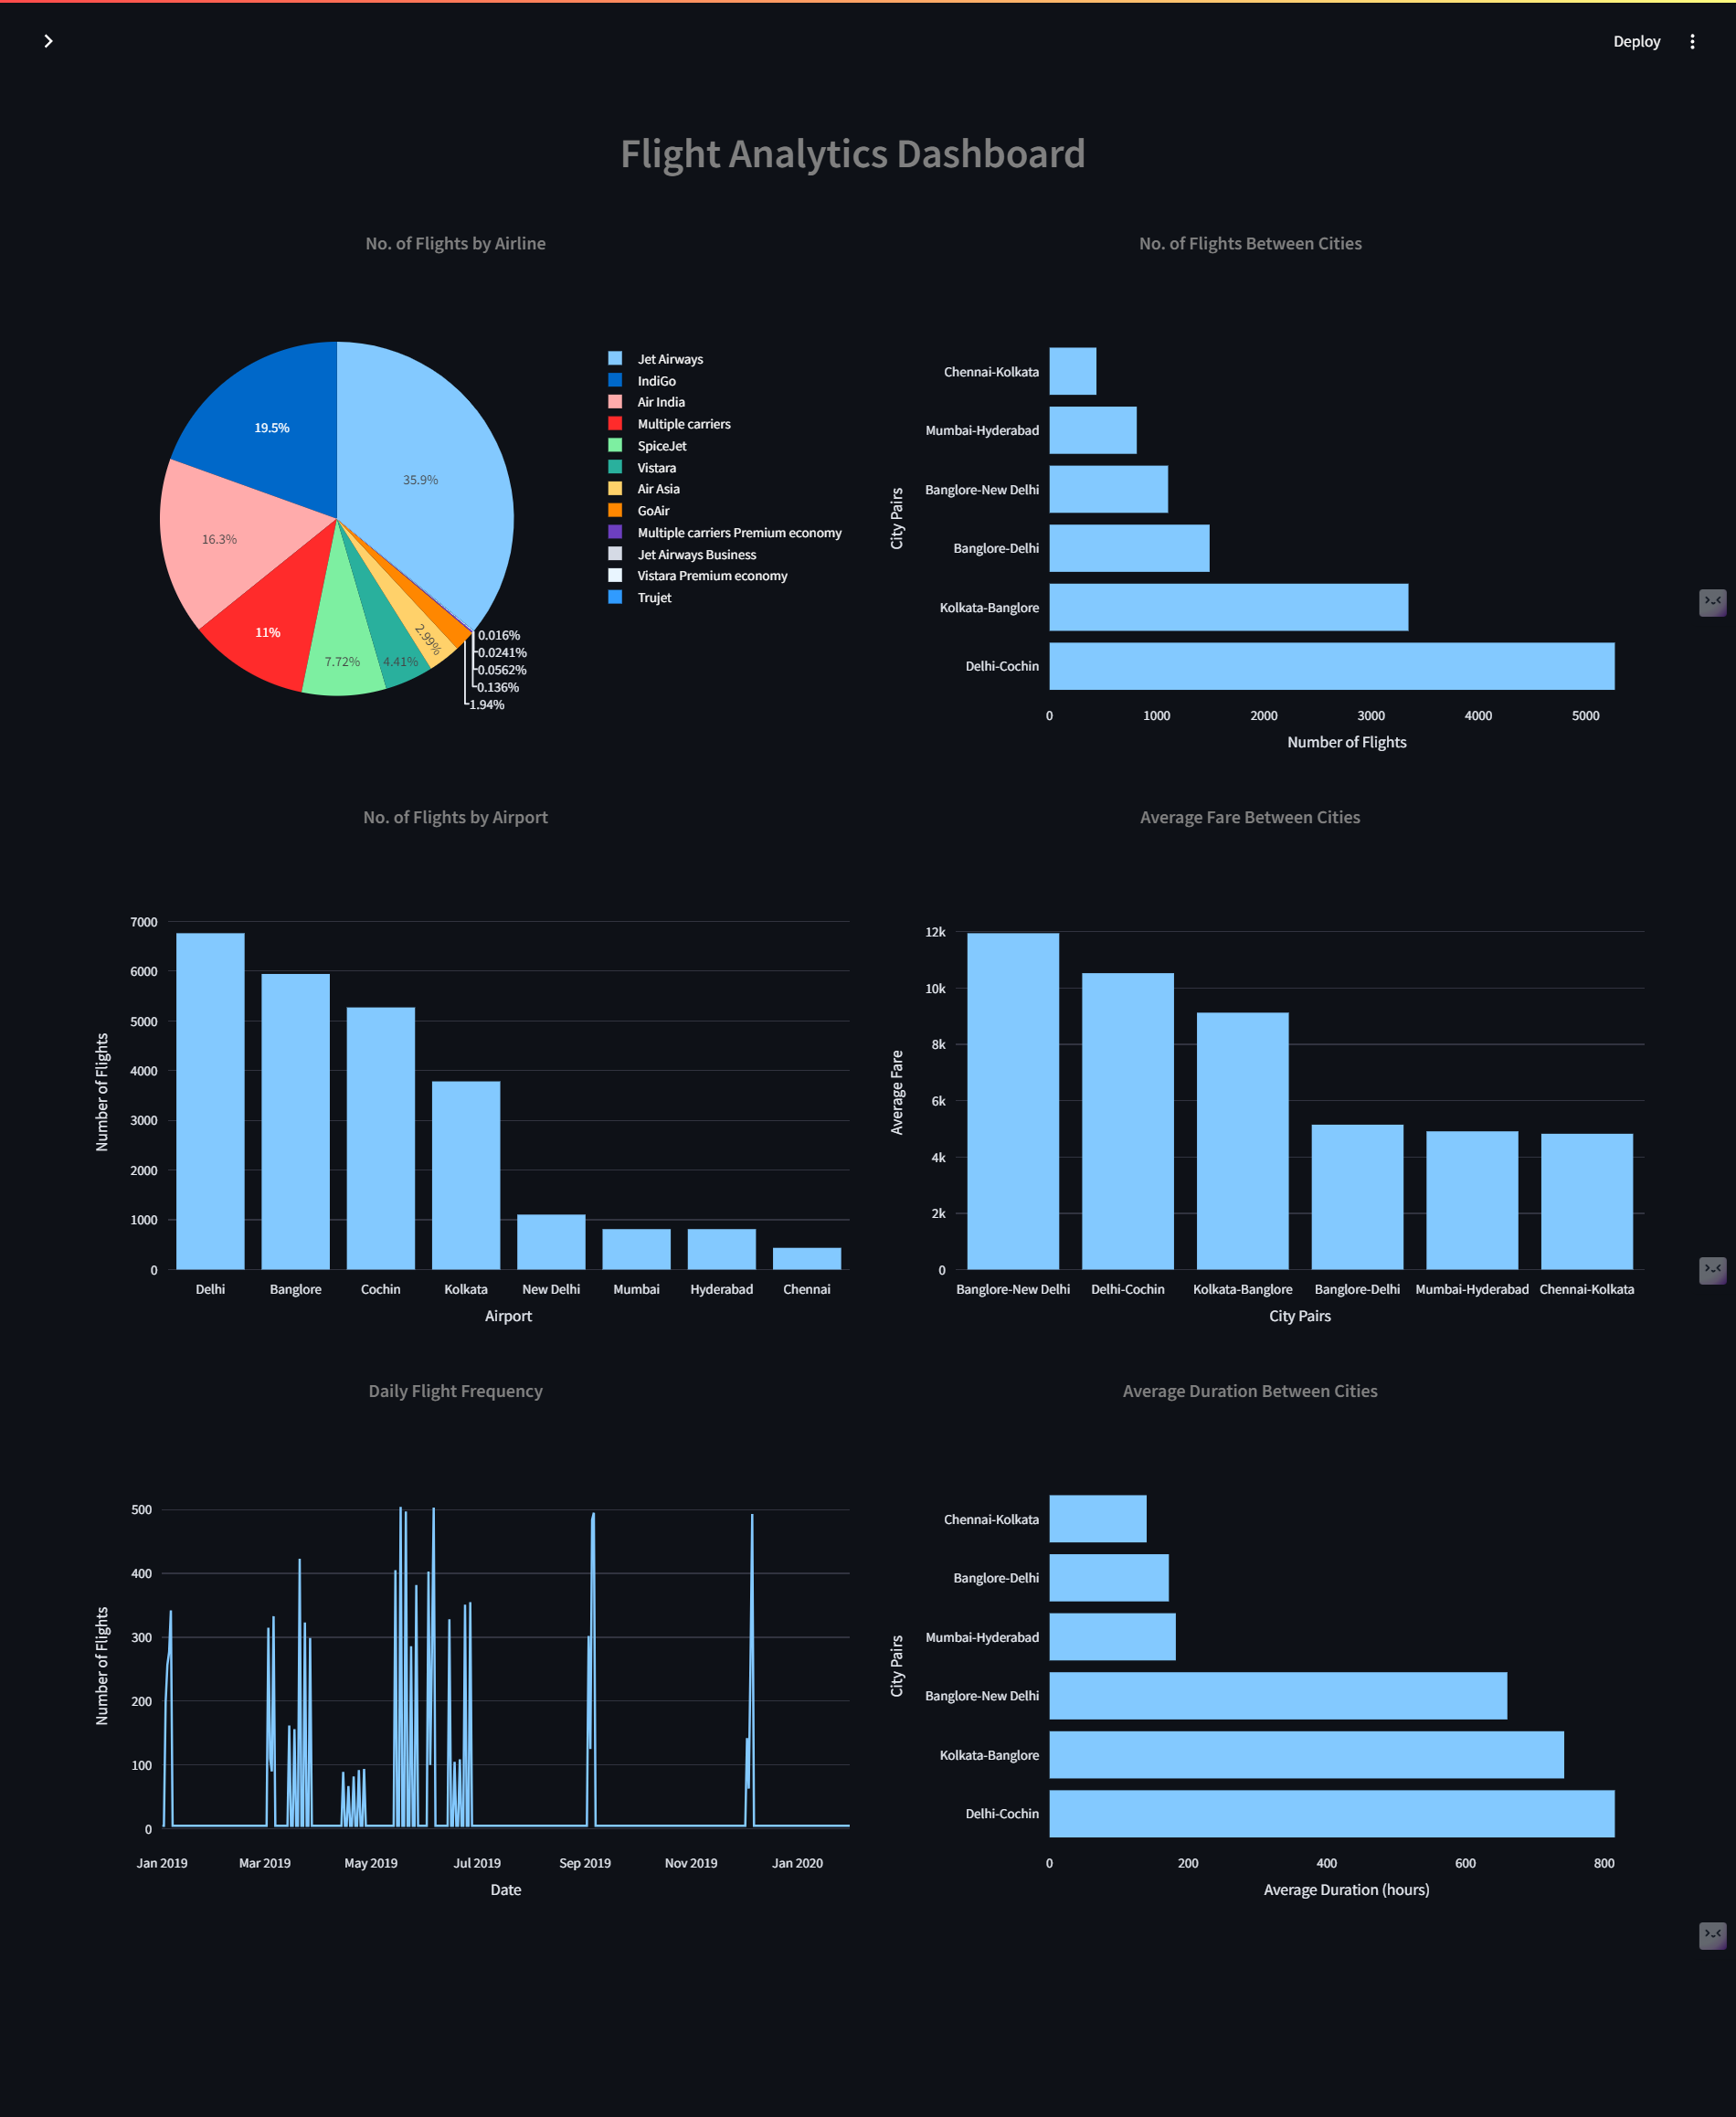 Deploy
Flight Analytics Dashboard
No. of Flights by Airline
35.9%
19.5%
16.3%
11%
7.72%
4.41%
2.99%
0.016%
0.0241%
0.0562%
0.136%
1.94%
Jet Airways
IndiGo
Air India
Multiple carriers
SpiceJet
Vistara
Air Asia
GoAir
Multiple carriers Premium economy
Jet Airways Business
Vistara Premium economy
Trujet
No. of Flights Between Cities
City Pairs
Chennai-Kolkata
Mumbai-Hyderabad
Banglore-New Delhi
Banglore-Delhi
Kolkata-Banglore
Delhi-Cochin
0 1000 2000 3000 4000 5000
Number of Flights
No. of Flights by Airport
Number of Flights
7000
6000
5000
4000
3000
2000
1000
0
Delhi Banglore Cochin Kolkata New Delhi Mumbai Hyderabad Chennai
Airport
Average Fare Between Cities
Average Fare
12k
10k
8k
6k
4k
2k
0
Banglore-New Delhi Delhi-Cochin Kolkata-Banglore Banglore-Delhi Mumbai-Hyderabad Chennai-Kolkata
City Pairs
Daily Flight Frequency
Number of Flights
500
400
300
200
100
0
Jan 2019 Mar 2019 May 2019 Jul 2019 Sep 2019 Nov 2019 Jan 2020
Date
Average Duration Between Cities
City Pairs
Chennai-Kolkata
Banglore-Delhi
Mumbai-Hyderabad
Banglore-New Delhi
Kolkata-Banglore
Delhi-Cochin
0 200 400 600 800
Average Duration (hours)